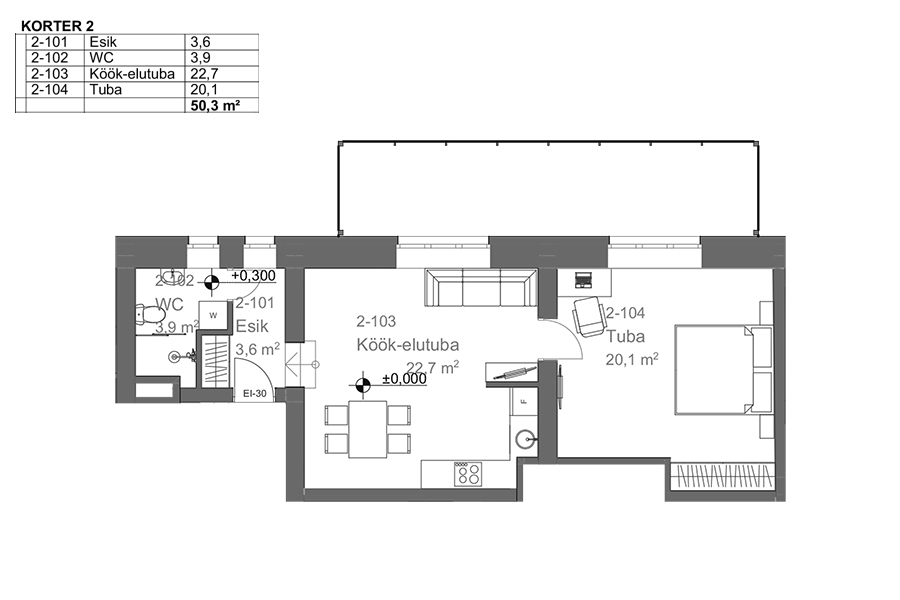 KORTER 2
2-101 Esik 3,6
2-102 WC 3,9
2-103 Köök-elutuba 22,7
2-104 Tuba 20,1
50,3 m²
2-102
WC
3,9 m²
+0,300
2-101
Esik
3,6 m²
W
EI-30
2-103
Köök-elutuba
22,7 m²
±0,000
F
2-104
Tuba
20,1 m²